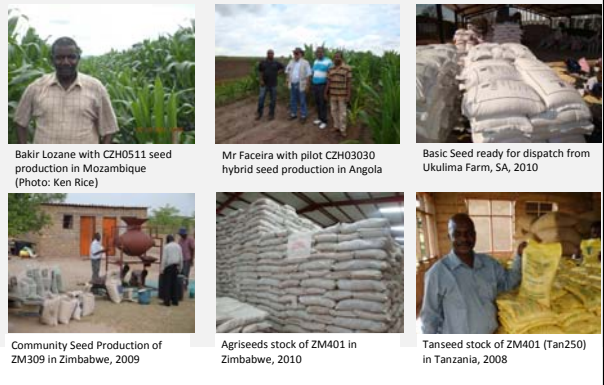 Bakir Lozane with CZH0511 seed
production in Mozambique
(Photo: Ken Rice)
Mr Faceira with pilot CZH03030
hybrid seed production in Angola
Basic Seed ready for dispatch from
Ukulima Farm, SA, 2010
Community Seed Production of
ZM309 in Zimbabwe, 2009
Agriseeds stock of ZM401 in
Zimbabwe, 2010
Tanseed stock of ZM401 (Tan250)
in Tanzania, 2008